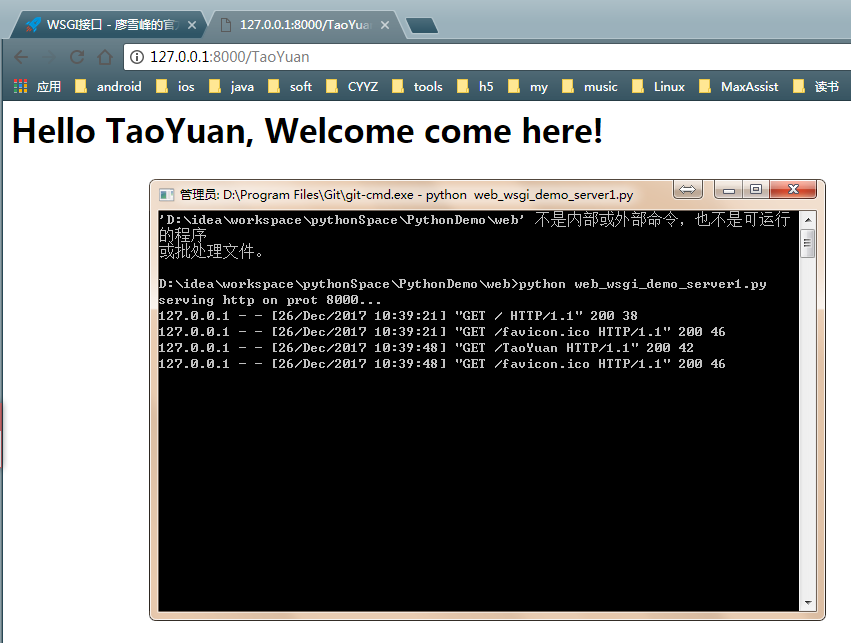 WSGI接口 - 廖雪峰的官
127.0.0.1:8000/TaoYua
127.0.0.1:8000/TaoYuan
应用 android ios java soft CYYZ tools h5 my music Linux MaxAssist 读书
Hello TaoYuan, Welcome come here!
管理员: D:\Program Files\Git\git-cmd.exe - python web_wsgi_demo_server1.py
'D:\idea\workspace\pythonSpace\PythonDemo\web' 不是内部或外部命令，也不是可运行
的程序
或批处理文件。
D:\idea\workspace\pythonSpace\PythonDemo\web>python web_wsgi_demo_server1.py
serving http on prot 8000...
127.0.0.1 - - [26/Dec/2017 10:39:21] "GET / HTTP/1.1" 200 38
127.0.0.1 - - [26/Dec/2017 10:39:21] "GET /favicon.ico HTTP/1.1" 200 46
127.0.0.1 - - [26/Dec/2017 10:39:48] "GET /TaoYuan HTTP/1.1" 200 42
127.0.0.1 - - [26/Dec/2017 10:39:48] "GET /favicon.ico HTTP/1.1" 200 46